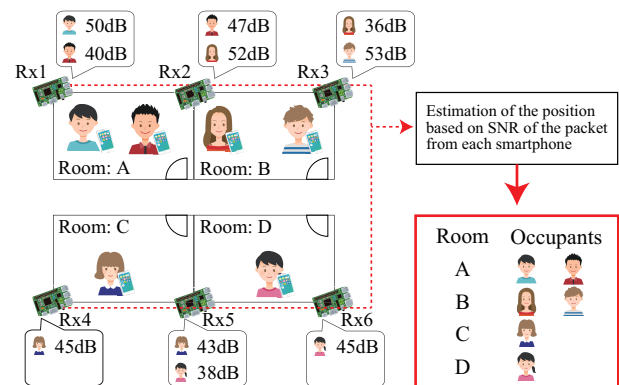 50dB
40dB
47dB
52dB
36dB
53dB
Rx1
Rx2
Rx3
Room: A
Room: B
Estimation of the position
based on SNR of the packet
from each smartphone
Room: C
Room: D
Rx4
Rx5
Rx6
45dB
43dB
38dB
45dB
Room Occupants
A
B
C
D